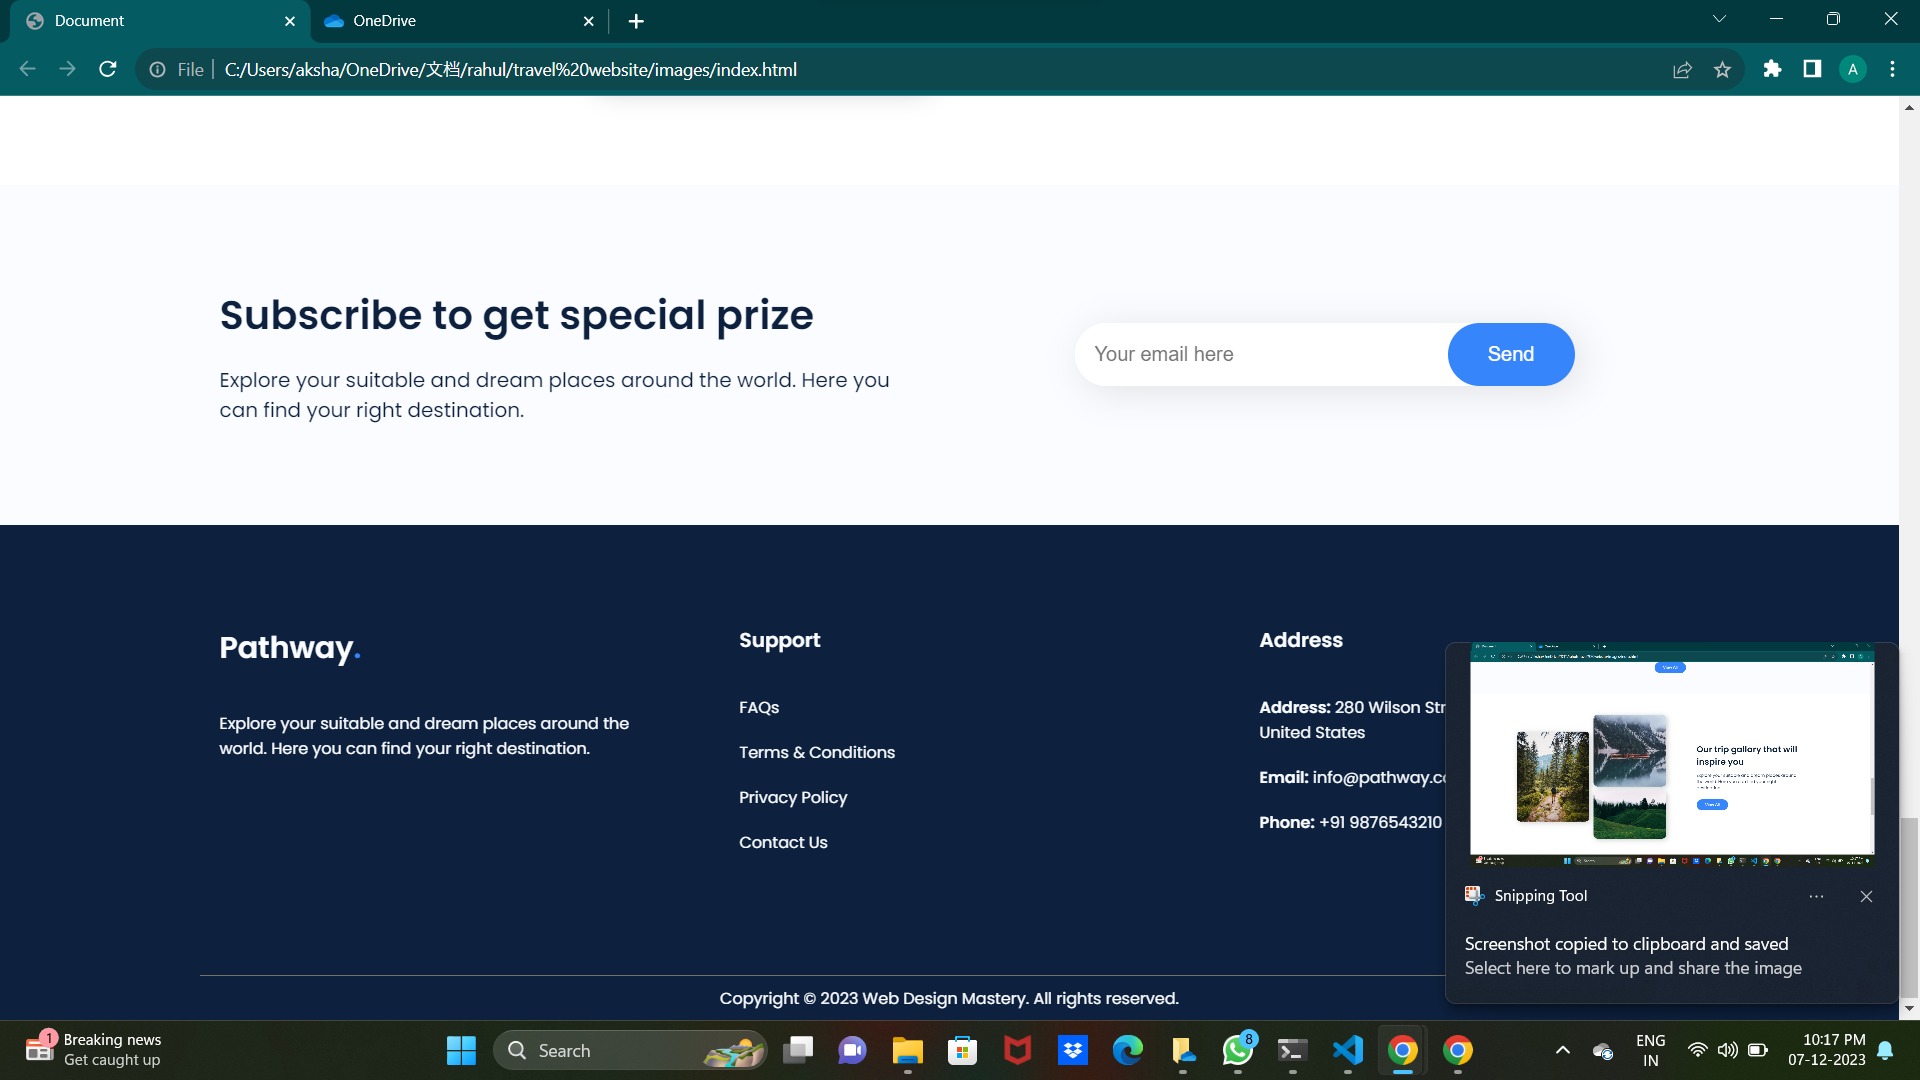 Document
OneDrive
File
C:/Users/aksha/OneDrive/文档/rahul/travel%20website/images/index.html
A
Subscribe to get special prize
Explore your suitable and dream places around the world. Here you
can find your right destination.
Your email here
Send
Pathway.
Explore your suitable and dream places around the
world. Here you can find your right destination.
Support
FAQs
Terms & Conditions
Privacy Policy
Contact Us
Address
Address: 280 Wilson Str
United States
Email: info@pathway.co
Phone: +91 9876543210
View All
Our trip gallary that will
inspire you
View All
Snipping Tool
Screenshot copied to clipboard and saved
Select here to mark up and share the image
Copyright © 2023 Web Design Mastery. All rights reserved.
1
Breaking news
Get caught up
Search
8
ENG
IN
10:17 PM
07-12-2023